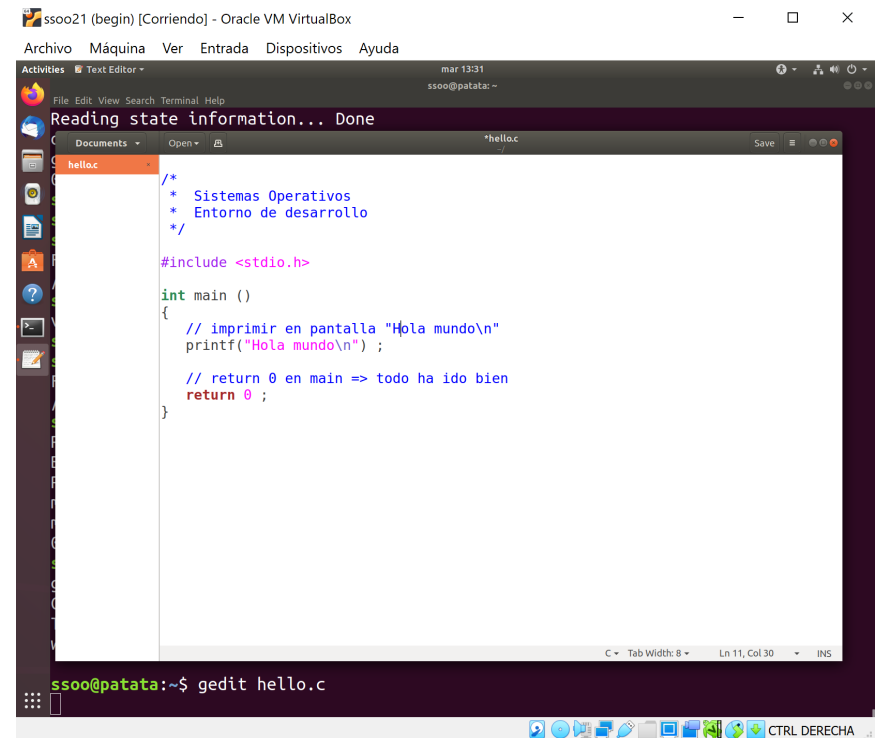 ssoo21 (begin) [Corriendo] - Oracle VM VirtualBox
Archivo Máquina Ver Entrada Dispositivos Ayuda
Activities Text Editor mar 13:31
ssoo@patata: ~
File Edit View Search Terminal Help
Reading state information... Done
Documents Open *hello.c Save
~/
hello.c ×
/*
* Sistemas Operativos
* Entorno de desarrollo
*/
#include <stdio.h>
int main ()
{
// imprimir en pantalla "Hola mundo\n"
printf("Hola mundo\n") ;
// return 0 en main => todo ha ido bien
return 0 ;
}
C Tab Width: 8 Ln 11, Col 30 INS
ssoo@patata:~$ gedit hello.c
CTRL DERECHA